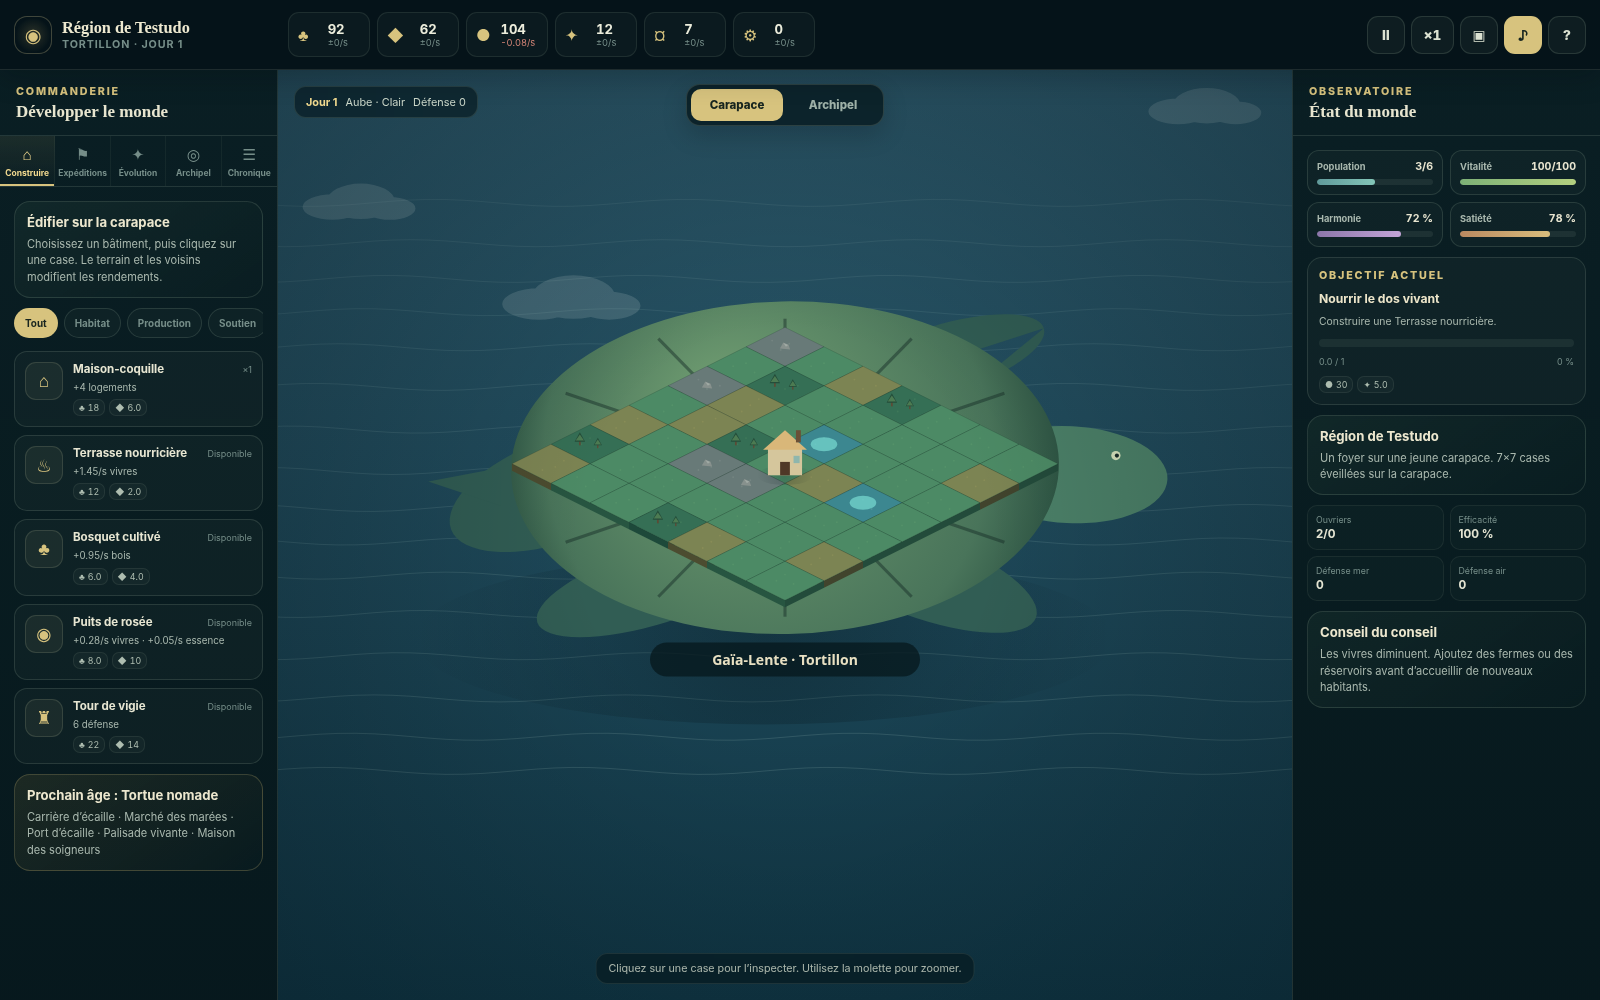 Région de Testudo
TORTILLON · JOUR 1
92
±0/s
62
±0/s
104
-0.08/s
12
±0/s
7
±0/s
0
±0/s
×1
?
COMMANDERIE
Développer le monde
Construire
Expéditions
Évolution
Archipel
Chronique
Édifier sur la carapace
Choisissez un bâtiment, puis cliquez sur
une case. Le terrain et les voisins
modifient les rendements.
Tout
Habitat
Production
Soutien
Maison-coquille
×1
+4 logements
18
6.0
Terrasse nourricière
Disponible
+1.45/s vivres
12
2.0
Bosquet cultivé
Disponible
+0.95/s bois
6.0
4.0
Puits de rosée
Disponible
+0.28/s vivres · +0.05/s essence
8.0
10
Tour de vigie
Disponible
6 défense
22
14
Prochain âge : Tortue nomade
Carrière d’écaille · Marché des marées ·
Port d’écaille · Palisade vivante · Maison
des soigneurs
Jour 1 Aube · Clair Défense 0
Carapace
Archipel
Gaïa-Lente · Tortillon
Cliquez sur une case pour l’inspecter. Utilisez la molette pour zoomer.
OBSERVATOIRE
État du monde
Population
3/6
Vitalité
100/100
Harmonie
72 %
Satiété
78 %
OBJECTIF ACTUEL
Nourrir le dos vivant
Construire une Terrasse nourricière.
0.0 / 1
0 %
30
5.0
Région de Testudo
Un foyer sur une jeune carapace. 7×7 cases
éveillées sur la carapace.
Ouvriers
2/0
Efficacité
100 %
Défense mer
0
Défense air
0
Conseil du conseil
Les vivres diminuent. Ajoutez des fermes ou des
réservoirs avant d’accueillir de nouveaux
habitants.